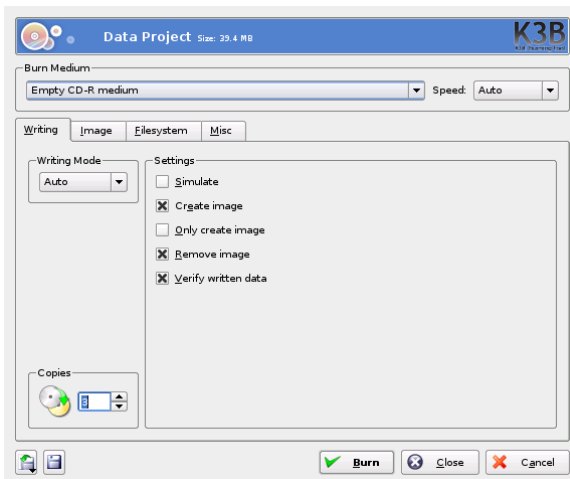 Data Project Size: 39.4 MB
K3B
Burn Medium
Empty CD-R medium
Speed: Auto
Writing Image Filesystem Misc
Writing Mode
Auto
Settings
Simulate
Create image
Only create image
Remove image
Verify written data
Copies
Burn Close Cancel